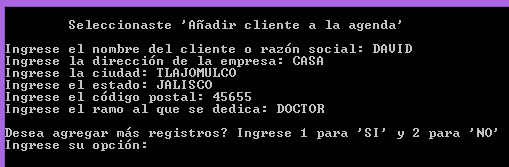 Seleccionaste 'Añadir cliente a la agenda'
Ingrese el nombre del cliente o razón social: DAVID
Ingrese la dirección de la empresa: CASA
Ingrese la ciudad: TLAJOMULCO
Ingrese el estado: JALISCO
Ingrese el código postal: 45655
Ingrese el ramo al que se dedica: DOCTOR
Desea agregar más registros? Ingrese 1 para 'SI' y 2 para 'NO'
Ingrese su opción: